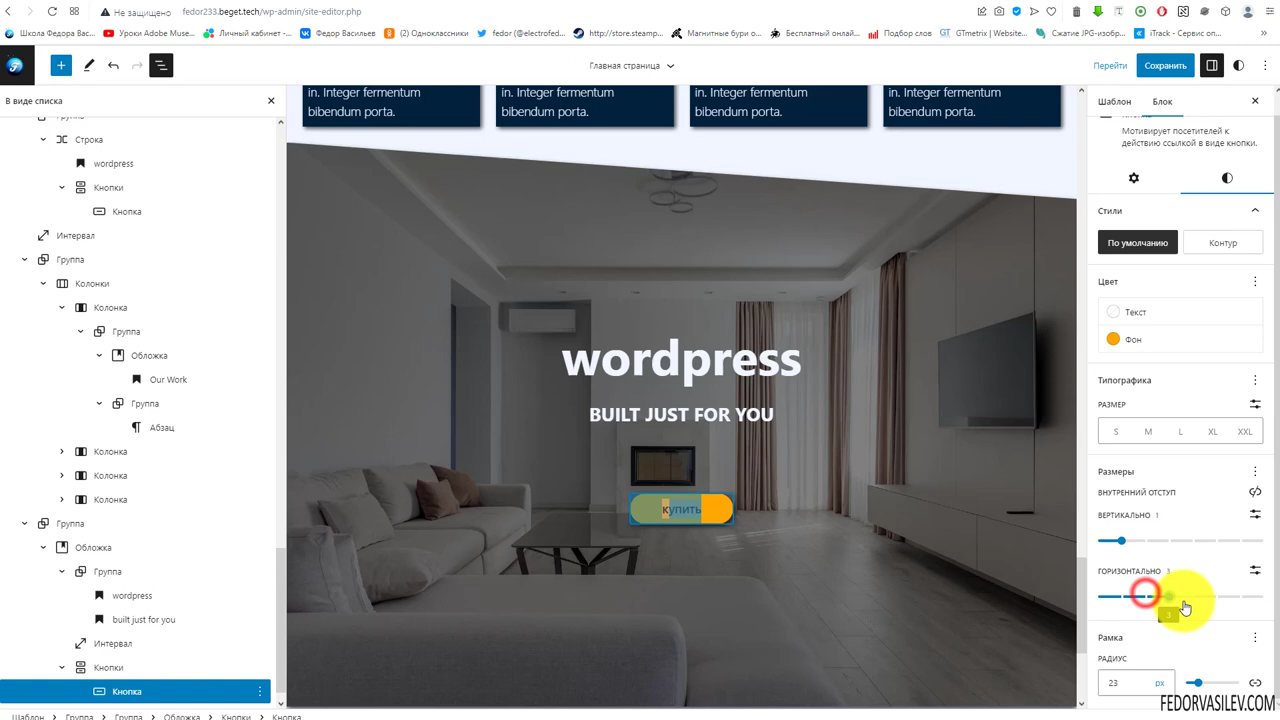 fedor233.beget.tech/wp-admin/site-editor.php
Школа Федора Вас...
Уроки Adobe Muse...
Личный кабинет -...
Федор Васильев
(2) Одноклассники
fedor (@electrofed...
http://store.steamp...
Магнитные бури о...
Бесплатный онлай...
Подбор слов
GT GTmetrix | Website...
Сжатие JPG-изобр...
iTrack - Сервис оп...
»
Главная страница
Перейти
Сохранить
В виде списка
Группа
Строка
wordpress
Кнопки
Кнопка
Интервал
Группа
Колонки
Колонка
Группа
Обложка
Our Work
Группа
Абзац
Колонка
Колонка
Колонка
Группа
Обложка
Группа
wordpress
built just for you
Интервал
Кнопки
Кнопка
in. Integer fermentum
bibendum porta.
in. Integer fermentum
bibendum porta.
in. Integer fermentum
bibendum porta.
in. Integer fermentum
bibendum porta.
wordpress
BUILT JUST FOR YOU
купить
Шаблон
Блок
Мотивирует посетителей к
действию ссылкой в виде кнопки.
Стили
По умолчанию
Контур
Цвет
Текст
Фон
Типографика
РАЗМЕР
S M L XL XXL
Размеры
ВНУТРЕННИЙ ОТСТУП
ВЕРТИКАЛЬНО 1
ГОРИЗОНТАЛЬНО 3
3
Рамка
РАДИУС
23 px
FEDORVASILEV.COM
Шаблон › Группа › Группа › Обложка › Кнопки › Кнопка